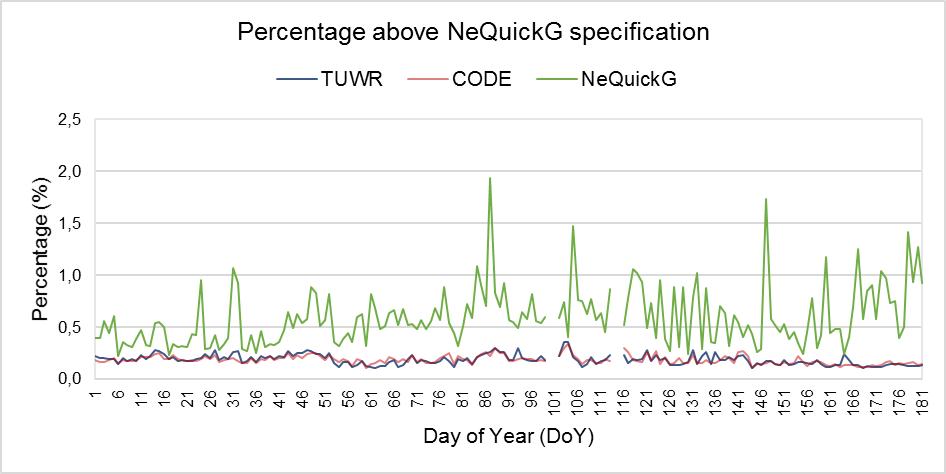 Percentage above NeQuickG specification
TUWR CODE NeQuickG
2,5
2,0
1,5
1,0
0,5
0,0
Percentage (%)
1 6 11 16 21 26 31 36 41 46 51 56 61 66 71 76 81 86 91 96 101 106 111 116 121 126 131 136 141 146 151 156 161 166 171 176 181
Day of Year (DoY)